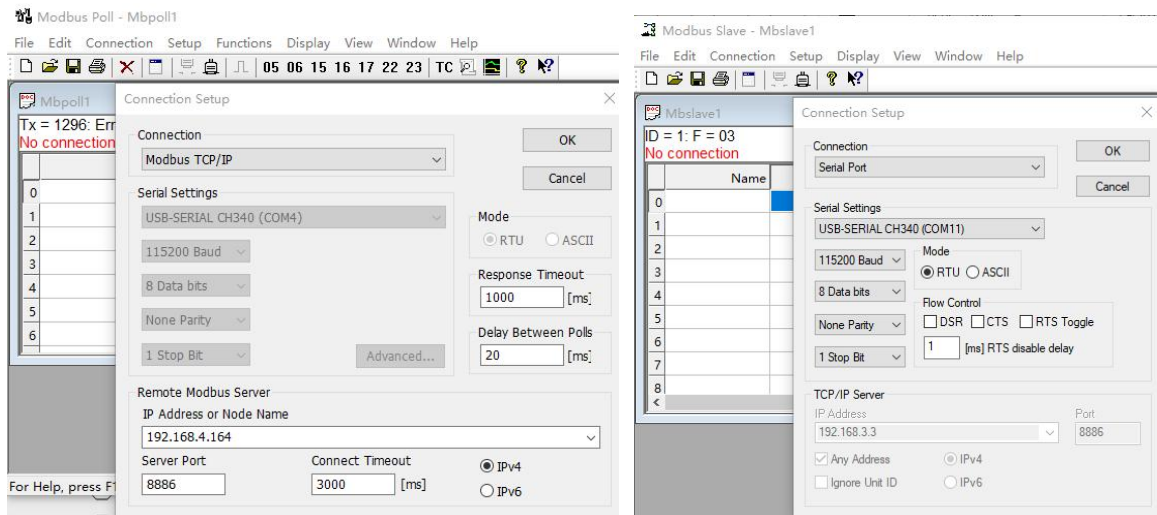 Modbus Poll - Mbpoll1
File Edit Connection Setup Functions Display View Window Help
05 06 15 16 17 22 23 TC
Mbpoll1
Tx = 1296: Err
No connection
0
1
2
3
4
5
6
For Help, press F1
Connection Setup
Connection
Modbus TCP/IP
OK
Cancel
Serial Settings
USB-SERIAL CH340 (COM4)
115200 Baud
8 Data bits
None Parity
1 Stop Bit
Advanced...
Mode
RTU ASCII
Response Timeout
1000 [ms]
Delay Between Polls
20 [ms]
Remote Modbus Server
IP Address or Node Name
192.168.4.164
Server Port Connect Timeout
8886 3000 [ms]
IPv4
IPv6
Modbus Slave - Mbslave1
File Edit Connection Setup Display View Window Help
Mbslave1
ID = 1: F = 03
No connection
Name
0
1
2
3
4
5
6
7
8
Connection Setup
Connection
Serial Port
OK
Cancel
Serial Settings
USB-SERIAL CH340 (COM11)
115200 Baud
8 Data bits
None Parity
1 Stop Bit
Mode
RTU ASCII
Flow Control
DSR CTS RTS Toggle
1 [ms] RTS disable delay
TCP/IP Server
IP Address Port
192.168.3.3 8886
Any Address IPv4
Ignore Unit ID IPv6